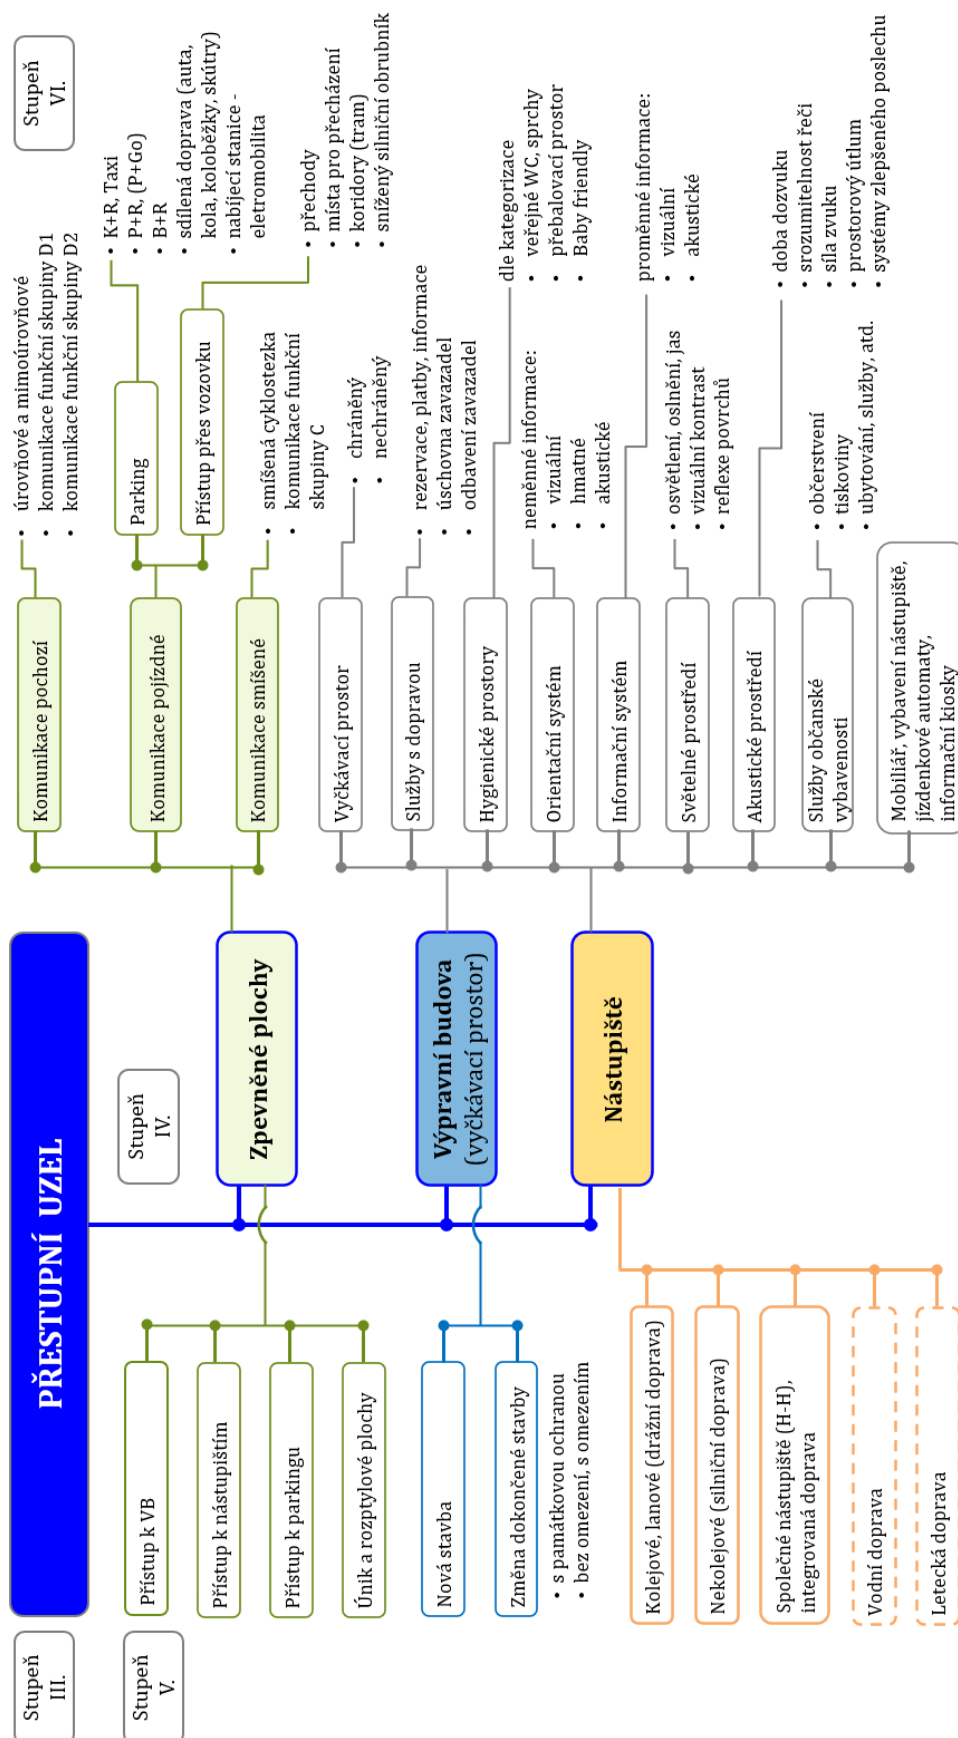 Stupeň
III.
PŘESTUPNÍ UZEL
Stupeň
VI.
Stupeň
V.
Stupeň
IV.
Přístup k VB
Přístup k nástupištím
Přístup k parkingu
Únik a rozptylové plochy
Nová stavba
Změna dokončené stavby
• s památkovou ochranou
• bez omezení, s omezením
Kolejové, lanové (drážní doprava)
Nekolejové (silniční doprava)
Společné nástupiště (H-H),
integrovaná doprava
Vodní doprava
Letecká doprava
Zpevněné plochy
Výpravní budova
(vyčkávací prostor)
Nástupiště
Komunikace pochozí
• úrovňové a mimoúrovňové
• komunikace funkční skupiny D1
• komunikace funkční skupiny D2
Komunikace pojízdné
Parking
• K+R, Taxi
• P+R, (P+Go)
• B+R
• sdílená doprava (auta,
kola, koloběžky, skútry)
• nabíjecí stanice -
eletromobilita
Přístup přes vozovku
• přechody
• místa pro přecházení
• koridory (tram)
• snížený silniční obrubník
Komunikace smíšené
• smíšená cyklostezka
• komunikace funkční
skupiny C
Vyčkávací prostor
• chráněný
• nechráněný
Služby s dopravou
• rezervace, platby, informace
• úschovna zavazadel
• odbavení zavazadel
Hygienické prostory
dle kategorizace
• veřejné WC, sprchy
• přebalovací prostor
• Baby friendly
Orientační systém
neměnné informace:
• vizuální
• hmatné
• akustické
Informační systém
proměnné informace:
• vizuální
• akustické
Světelné prostředí
• osvětlení, oslnění, jas
• vizuální kontrast
• reflexe povrchů
Akustické prostředí
• doba dozvuku
• srozumitelnost řeči
• síla zvuku
• prostorový útlum
• systémy zlepšeného poslechu
Služby občanské
vybavenosti
• občerstvení
• tiskoviny
• ubytování, služby, atd.
Mobiliář, vybavení nástupiště,
jízdenkové automaty,
informační kiosky